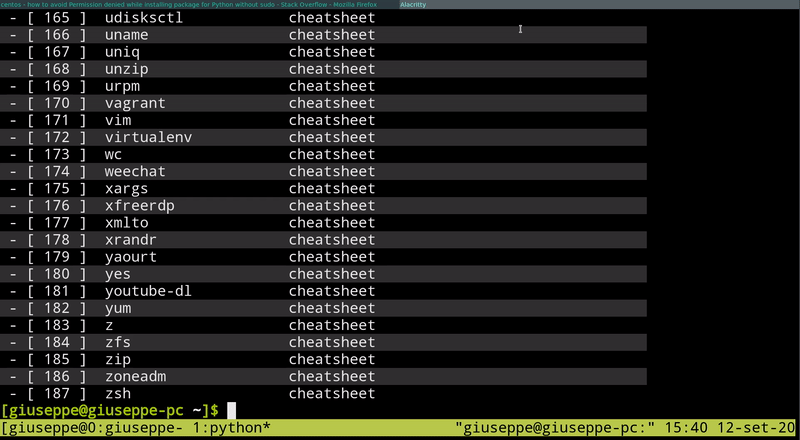 centos - how to avoid Permission denied while installing package for Python without sudo - Stack Overflow - Mozilla Firefox Alacritty
- [ 165 ] udisksctl cheatsheet
- [ 166 ] uname cheatsheet
- [ 167 ] uniq cheatsheet
- [ 168 ] unzip cheatsheet
- [ 169 ] urpm cheatsheet
- [ 170 ] vagrant cheatsheet
- [ 171 ] vim cheatsheet
- [ 172 ] virtualenv cheatsheet
- [ 173 ] wc cheatsheet
- [ 174 ] weechat cheatsheet
- [ 175 ] xargs cheatsheet
- [ 176 ] xfreerdp cheatsheet
- [ 177 ] xmlto cheatsheet
- [ 178 ] xrandr cheatsheet
- [ 179 ] yaourt cheatsheet
- [ 180 ] yes cheatsheet
- [ 181 ] youtube-dl cheatsheet
- [ 182 ] yum cheatsheet
- [ 183 ] z cheatsheet
- [ 184 ] zfs cheatsheet
- [ 185 ] zip cheatsheet
- [ 186 ] zoneadm cheatsheet
- [ 187 ] zsh cheatsheet
[giuseppe@giuseppe-pc ~]$
[giuseppe@0:giuseppe- 1:python* "giuseppe@giuseppe-pc:" 15:40 12-set-20